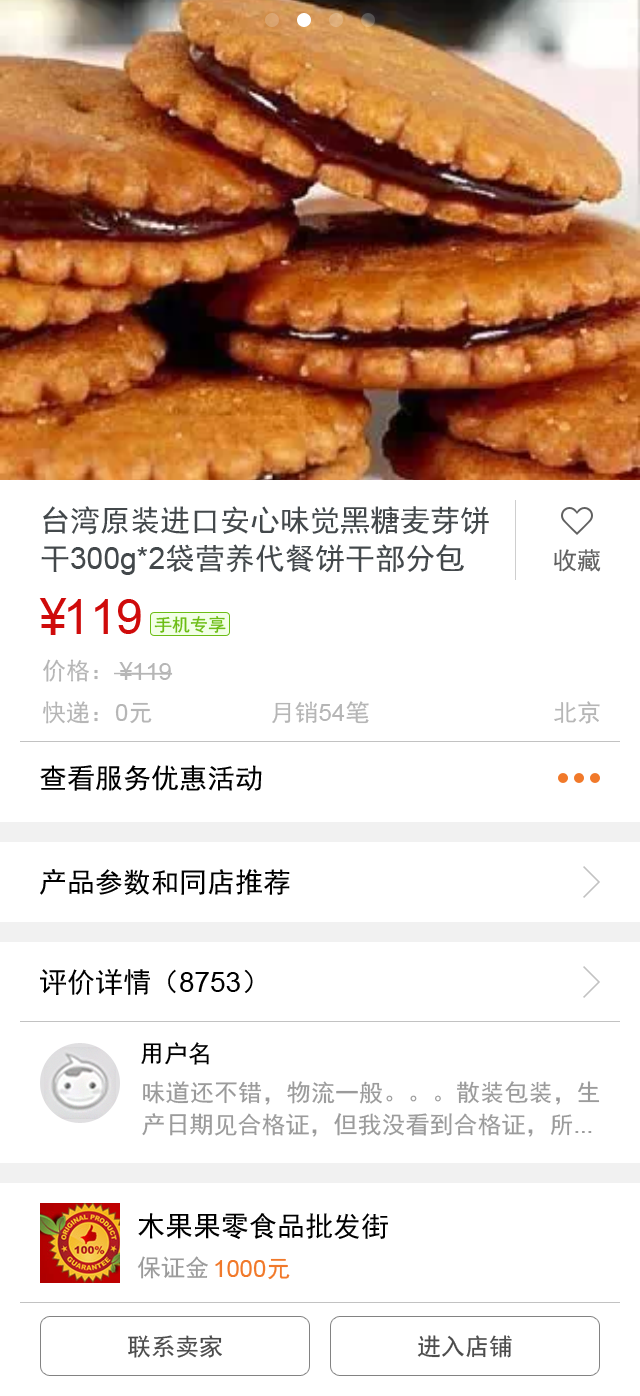 台湾原装进口安心味觉黑糖麦芽饼
干300g*2袋营养代餐饼干部分包
收藏
¥119 手机专享
价格： ¥119
快递：0元 月销54笔 北京
查看服务优惠活动
产品参数和同店推荐
评价详情（8753）
用户名
味道还不错，物流一般。。。散装包装，生
产日期见合格证，但我没看到合格证，所...
ORIGINAL PRODUCT
100%
GUARANTEE
木果果零食品批发街
保证金 1000元
联系卖家 进入店铺